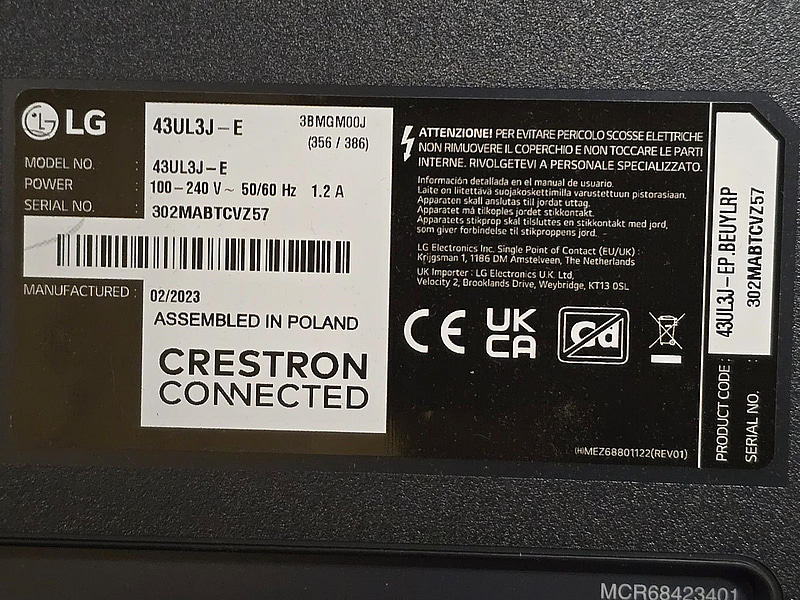 LG
43UL3J-E 3BMGM00J
(356 / 386)
MODEL NO. : 43UL3J-E
POWER : 100-240 V~ 50/60 Hz 1.2 A
SERIAL NO. : 302MABTCVZ57
MANUFACTURED : 02/2023
ASSEMBLED IN POLAND
CRESTRON
CONNECTED
ATTENZIONE! PER EVITARE PERICOLO SCOSSE ELETTRICHE
NON RIMUOVERE IL COPERCHIO E NON TOCCARE LE PARTI
INTERNE. RIVOLGETEVI A PERSONALE SPECIALIZZATO.
Información detallada en el manual de usuario.
Laite on liitettävä suojakoskettimilla varustettuun pistorasiaan.
Apparaten skall anslutas till jordat uttag.
Apparatet må tilkoples jordet stikkontakt.
Apparatets stikprop skal tilsluttes en stikkontakt med jord,
som giver forbindelse til stikproppens jord.
LG Electronics Inc. Single Point of Contact (EU/UK) :
Krijgsman 1, 1186 DM Amstelveen, The Netherlands
UK Importer : LG Electronics U.K. Ltd,
Velocity 2, Brooklands Drive, Weybridge, KT13 0SL
CE UK
CA Cd
(H)MEZ68801122(REV01)
PRODUCT CODE : 43UL3J-EP.BEUYLRP
SERIAL NO. : 302MABTCVZ57
MCR68423401